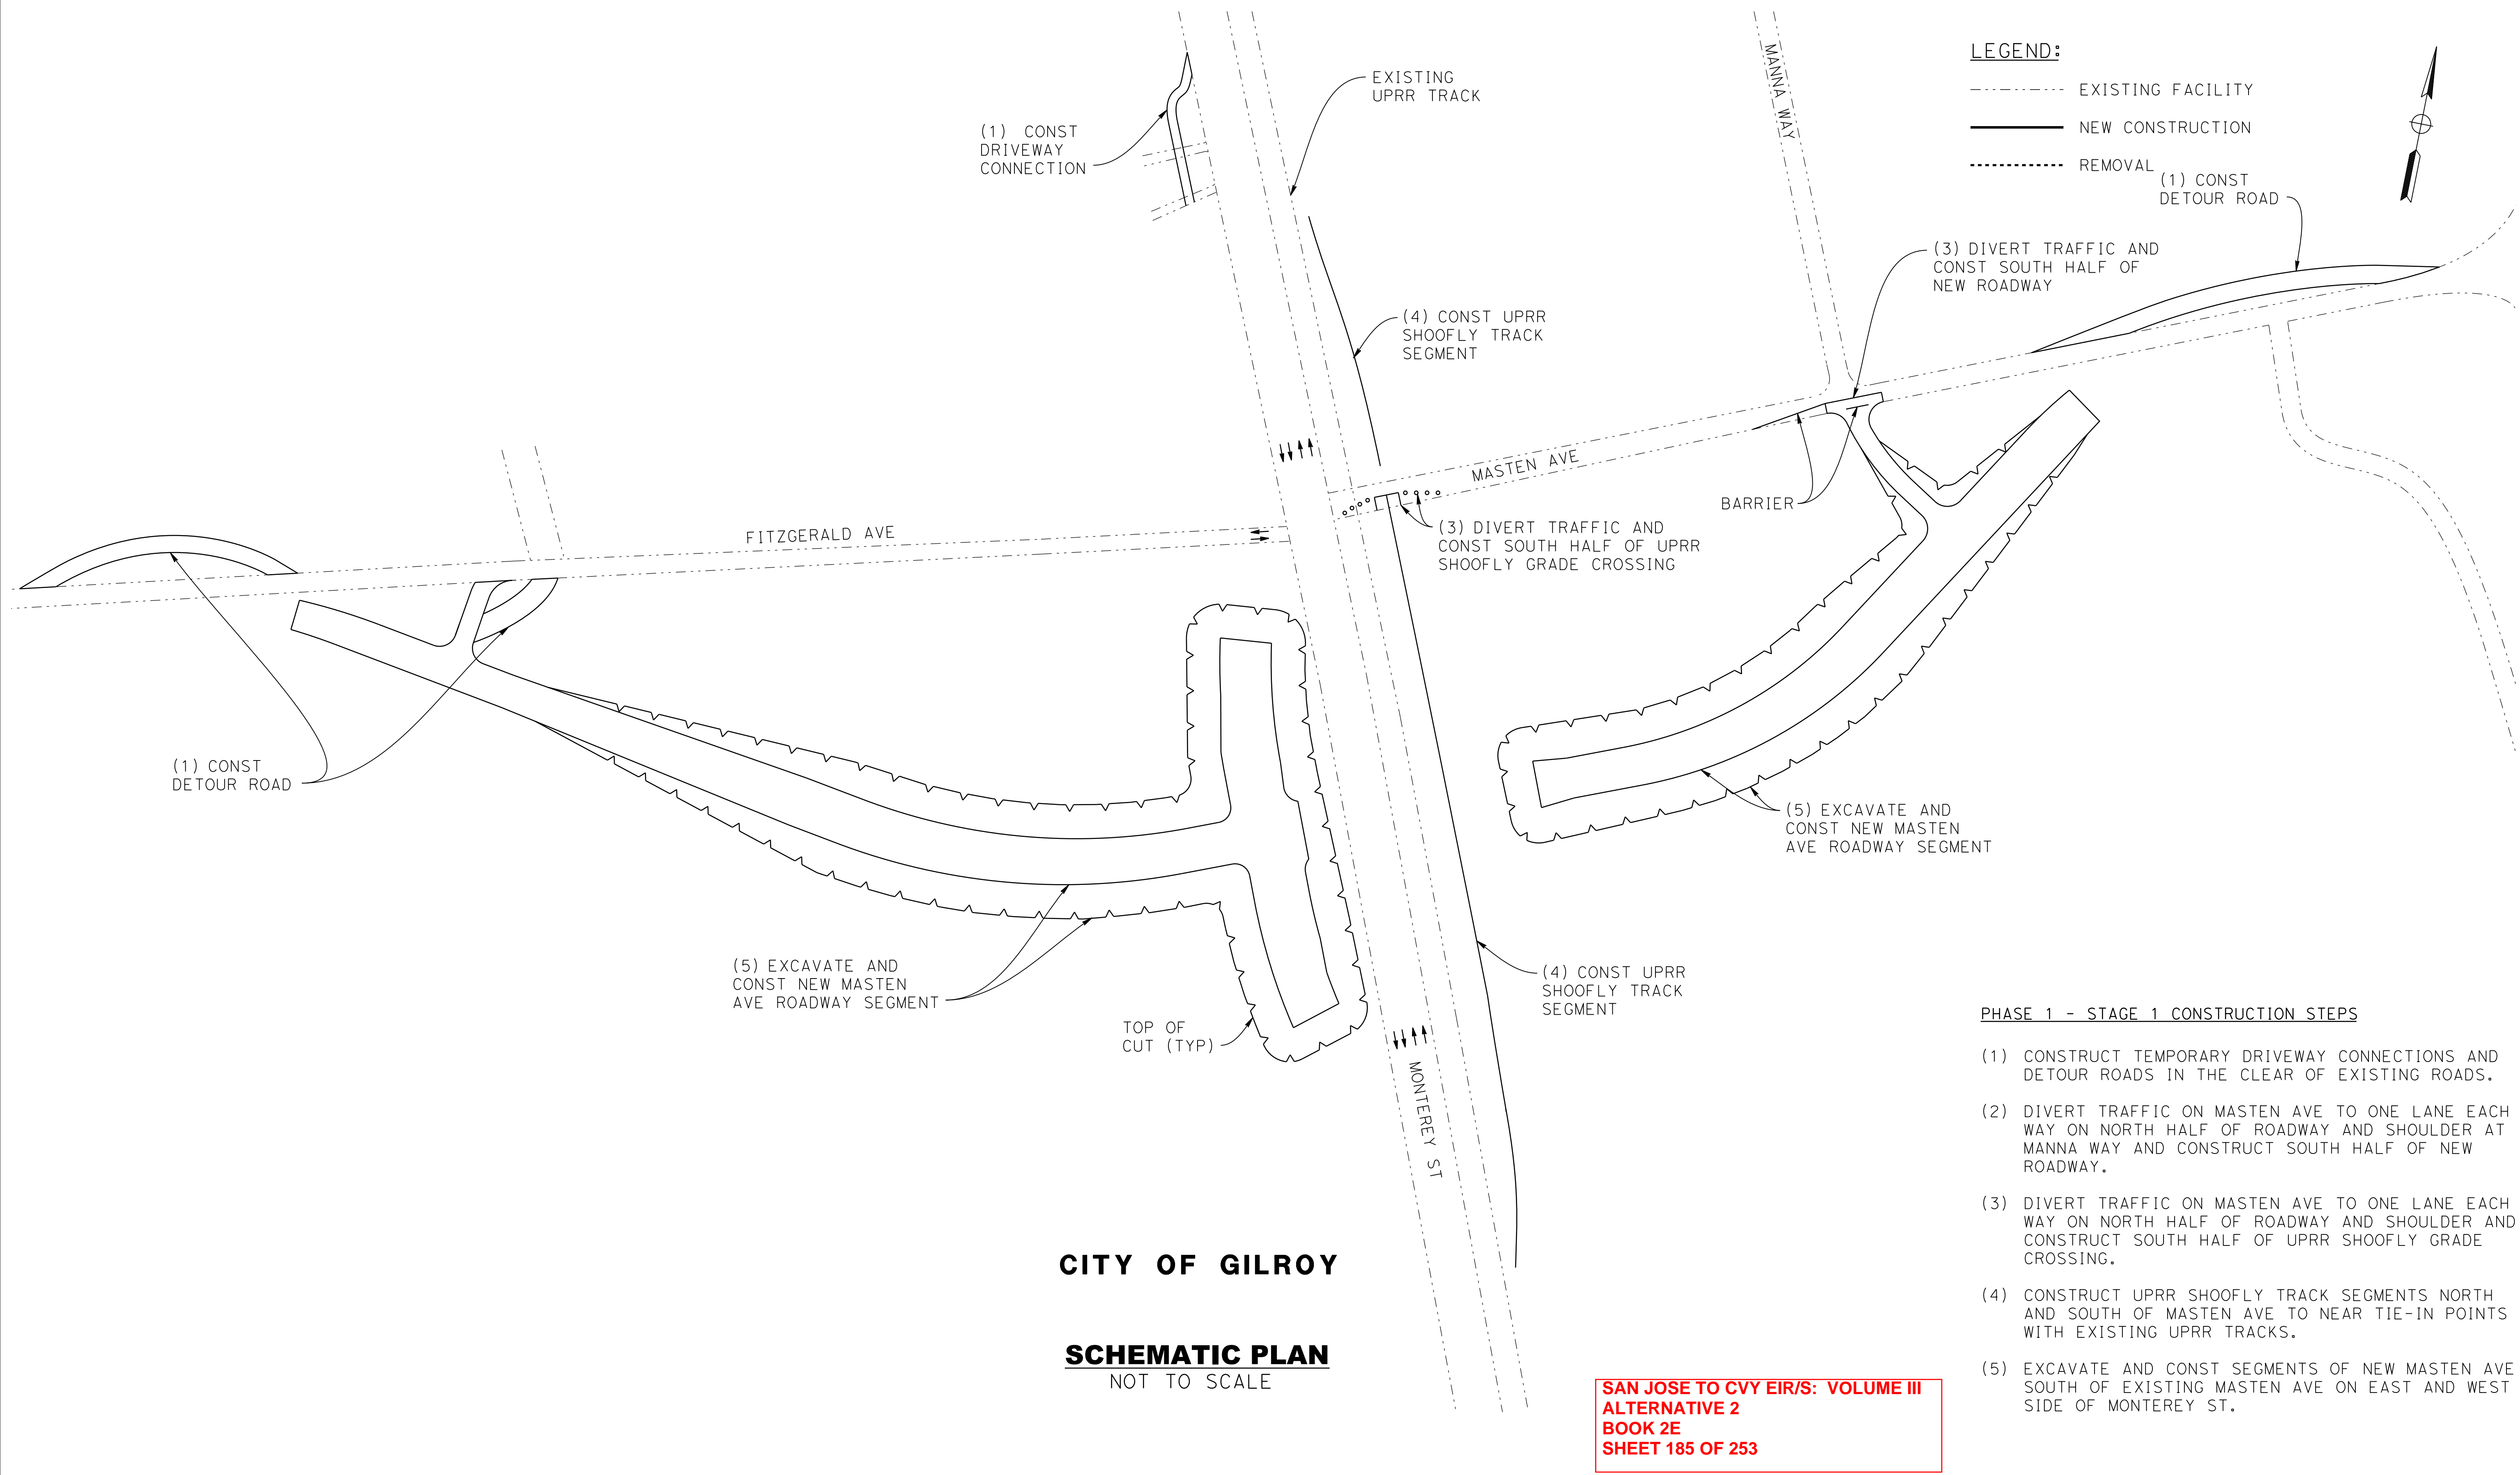 LEGEND:
EXISTING FACILITY
NEW CONSTRUCTION
REMOVAL
EXISTING
UPRR TRACK
MANNA WAY
(1) CONST
DRIVEWAY
CONNECTION
(1) CONST
DETOUR ROAD
(3) DIVERT TRAFFIC AND
CONST SOUTH HALF OF
NEW ROADWAY
(4) CONST UPRR
SHOOFLY TRACK
SEGMENT
MASTEN AVE
BARRIER
FITZGERALD AVE
(3) DIVERT TRAFFIC AND
CONST SOUTH HALF OF UPRR
SHOOFLY GRADE CROSSING
(1) CONST
DETOUR ROAD
(5) EXCAVATE AND
CONST NEW MASTEN
AVE ROADWAY SEGMENT
(5) EXCAVATE AND
CONST NEW MASTEN
AVE ROADWAY SEGMENT
(4) CONST UPRR
SHOOFLY TRACK
SEGMENT
TOP OF
CUT (TYP)
MONTEREY ST
PHASE 1 - STAGE 1 CONSTRUCTION STEPS
(1) CONSTRUCT TEMPORARY DRIVEWAY CONNECTIONS AND
DETOUR ROADS IN THE CLEAR OF EXISTING ROADS.
(2) DIVERT TRAFFIC ON MASTEN AVE TO ONE LANE EACH
WAY ON NORTH HALF OF ROADWAY AND SHOULDER AT
MANNA WAY AND CONSTRUCT SOUTH HALF OF NEW
ROADWAY.
(3) DIVERT TRAFFIC ON MASTEN AVE TO ONE LANE EACH
WAY ON NORTH HALF OF ROADWAY AND SHOULDER AND
CONSTRUCT SOUTH HALF OF UPRR SHOOFLY GRADE
CROSSING.
(4) CONSTRUCT UPRR SHOOFLY TRACK SEGMENTS NORTH
AND SOUTH OF MASTEN AVE TO NEAR TIE-IN POINTS
WITH EXISTING UPRR TRACKS.
(5) EXCAVATE AND CONST SEGMENTS OF NEW MASTEN AVE
SOUTH OF EXISTING MASTEN AVE ON EAST AND WEST
SIDE OF MONTEREY ST.
CITY OF GILROY
SCHEMATIC PLAN
NOT TO SCALE
SAN JOSE TO CVY EIR/S: VOLUME III
ALTERNATIVE 2
BOOK 2E
SHEET 185 OF 253